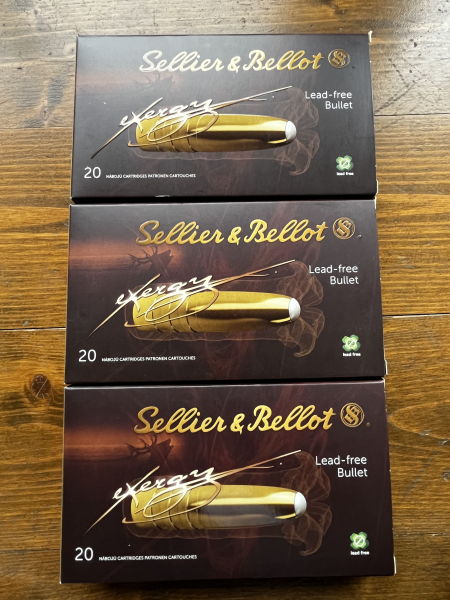 Sellier & Bellot
Lead-free
Bullet
eXergy
lead free
20 NÁBOJŮ CARTRIDGES PATRONEN CARTOUCHES
Sellier & Bellot
Lead-free
Bullet
eXergy
lead free
20 NÁBOJŮ CARTRIDGES PATRONEN CARTOUCHES
Sellier & Bellot
Lead-free
Bullet
eXergy
lead free
20 NÁBOJŮ CARTRIDGES PATRONEN CARTOUCHES